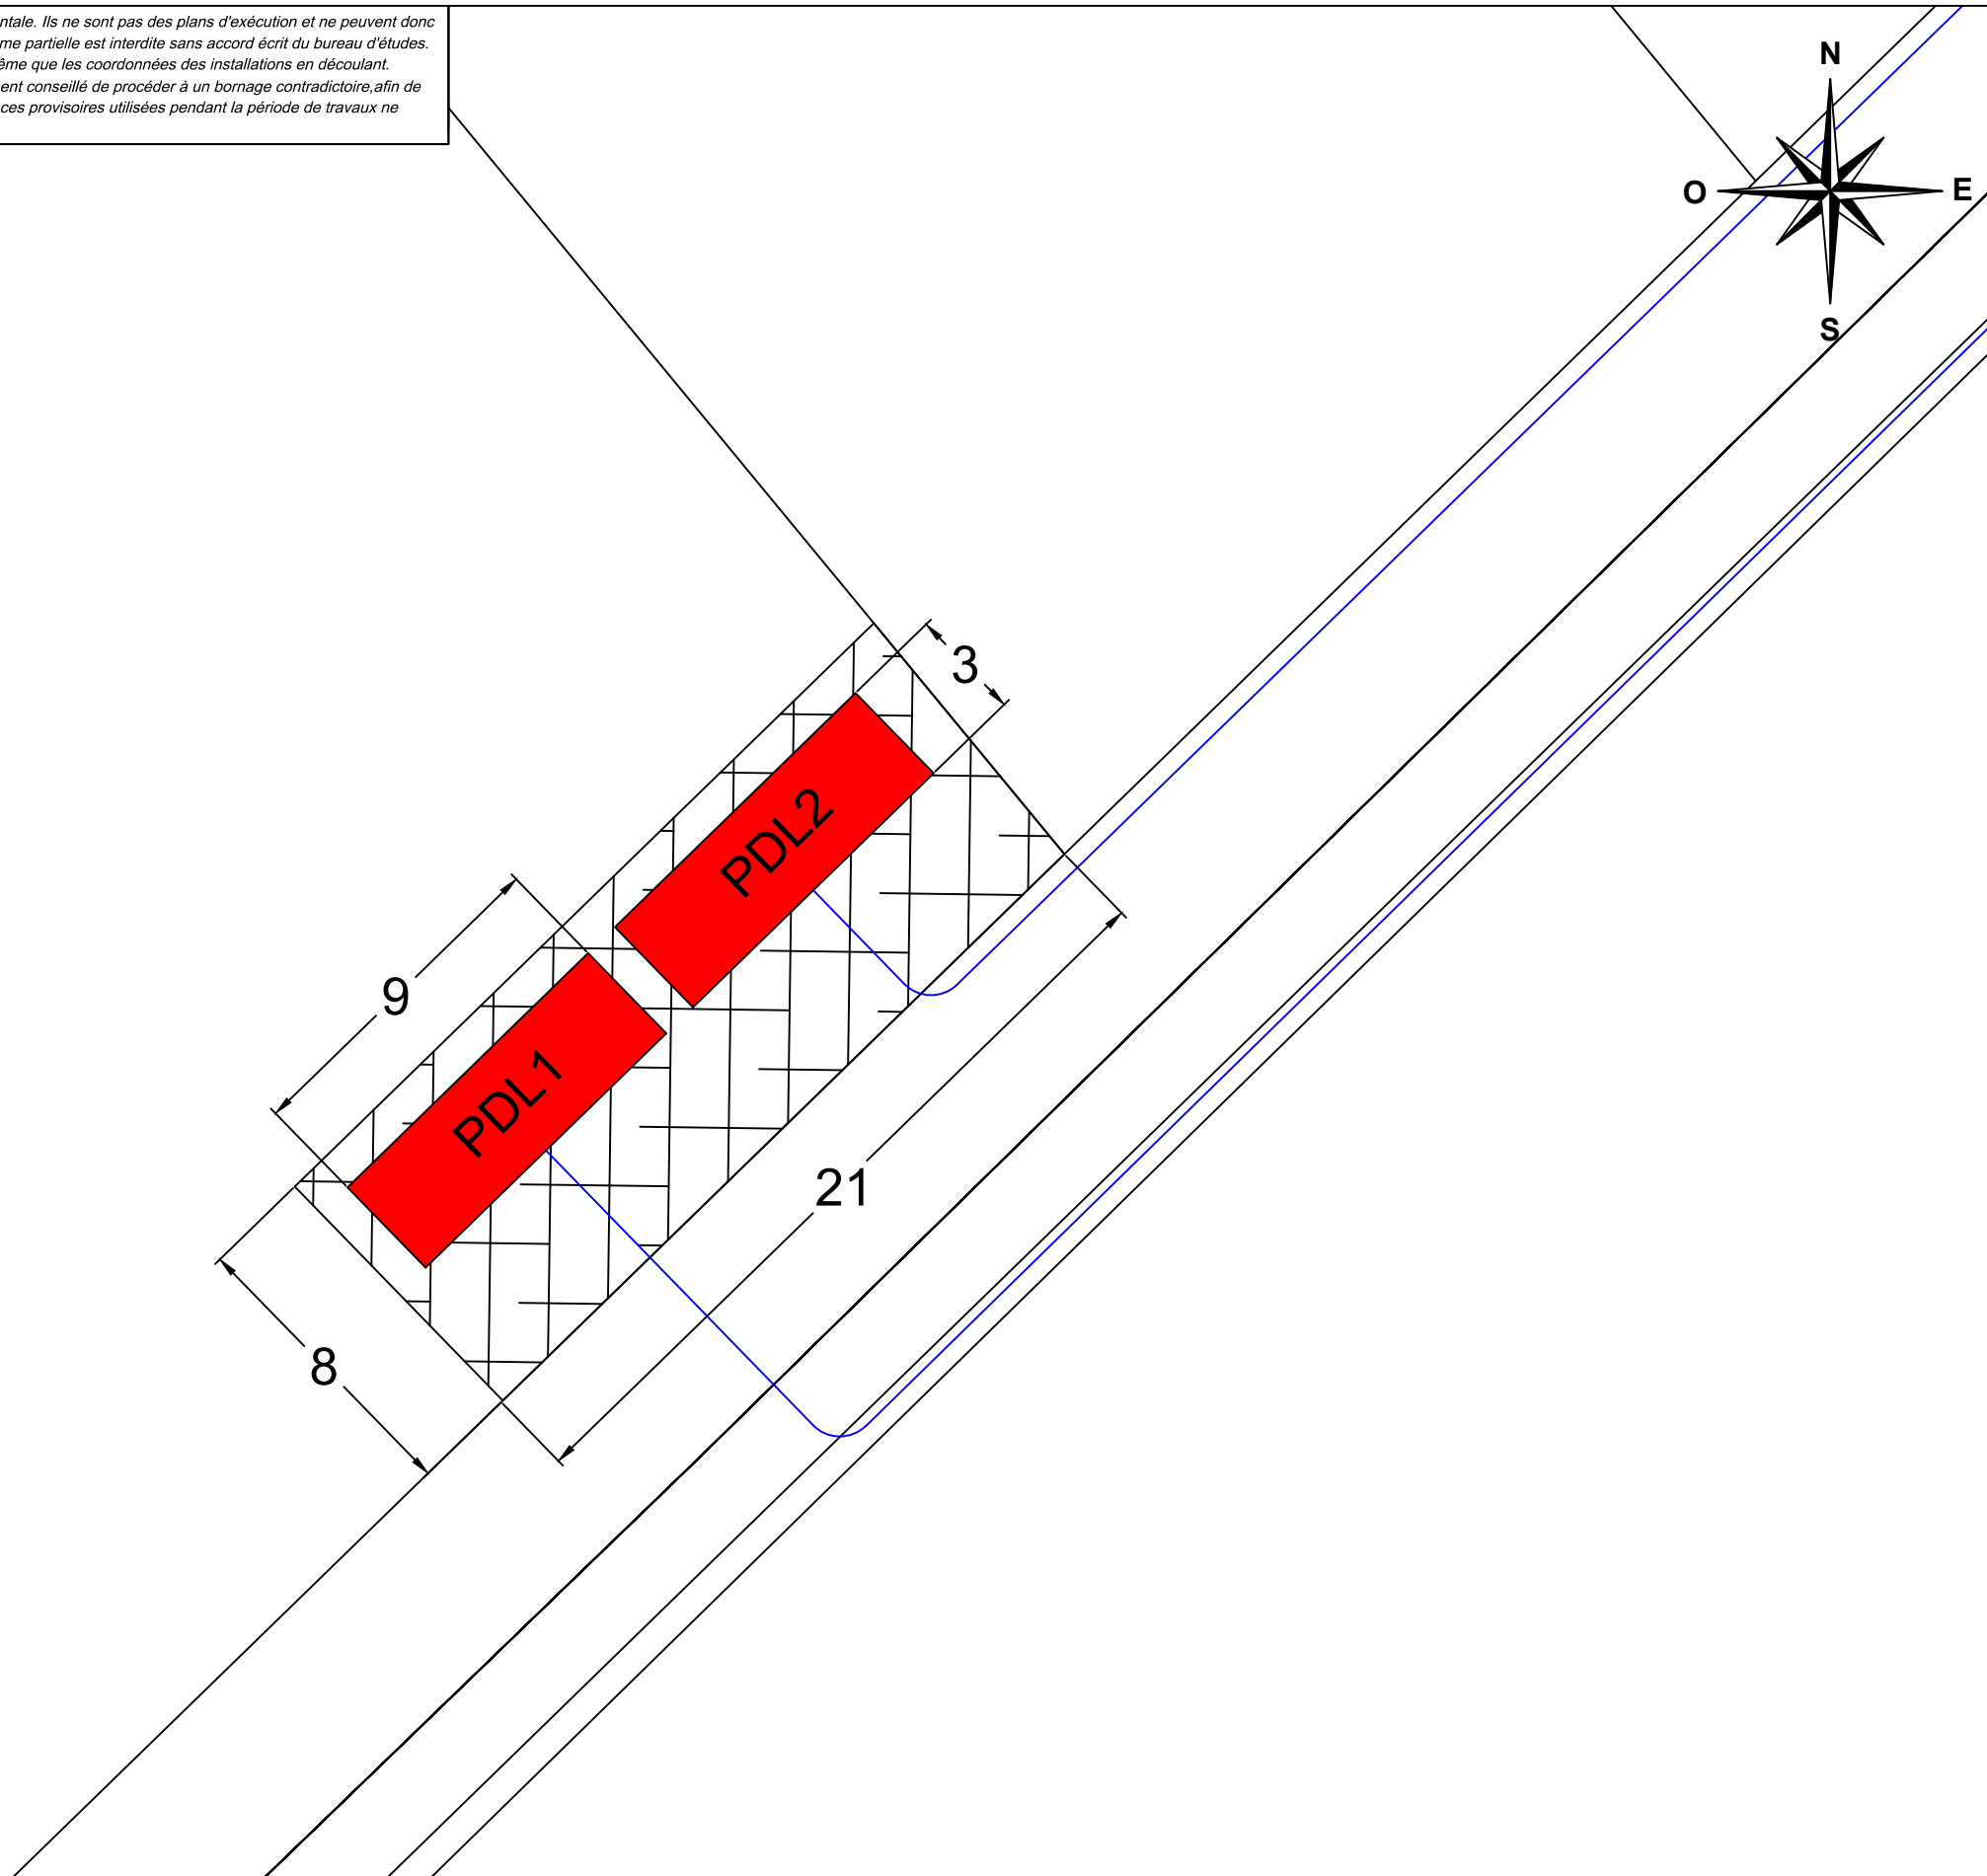 ntale. Ils ne sont pas des plans d'exécution et ne peuvent donc
me partielle est interdite sans accord écrit du bureau d'études.
ême que les coordonnées des installations en découlant.
ent conseillé de procéder à un bornage contradictoire,afin de
ces provisoires utilisées pendant la période de travaux ne
N
O
E
S
3
PDL2
9
PDL1
21
8